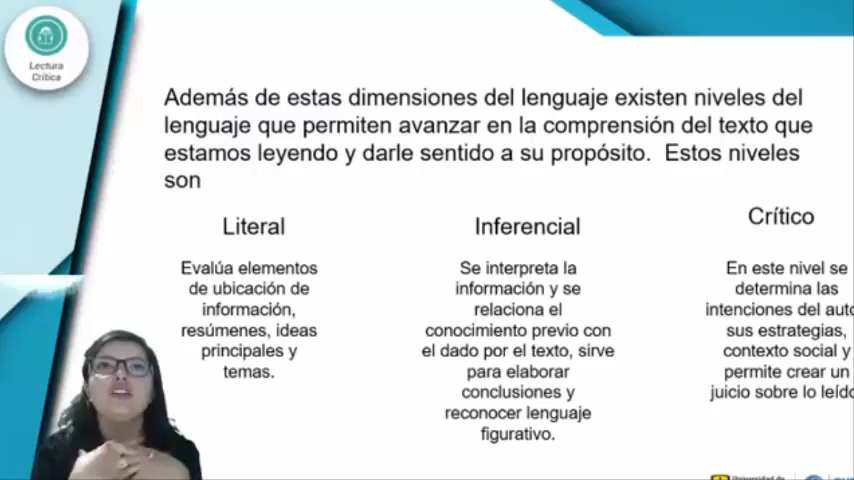 Lectura
Crítica
Además de estas dimensiones del lenguaje existen niveles del
lenguaje que permiten avanzar en la comprensión del texto que
estamos leyendo y darle sentido a su propósito. Estos niveles
son
Literal
Evalúa elementos
de ubicación de
información,
resúmenes, ideas
principales y
temas.
Inferencial
Se interpreta la
información y se
relaciona el
conocimiento previo con
el dado por el texto, sirve
para elaborar
conclusiones y
reconocer lenguaje
figurativo.
Crítico
En este nivel se
determina las
intenciones del
sus estrategias,
contexto social y
permite crear un
juicio sobre lo
Universidad de